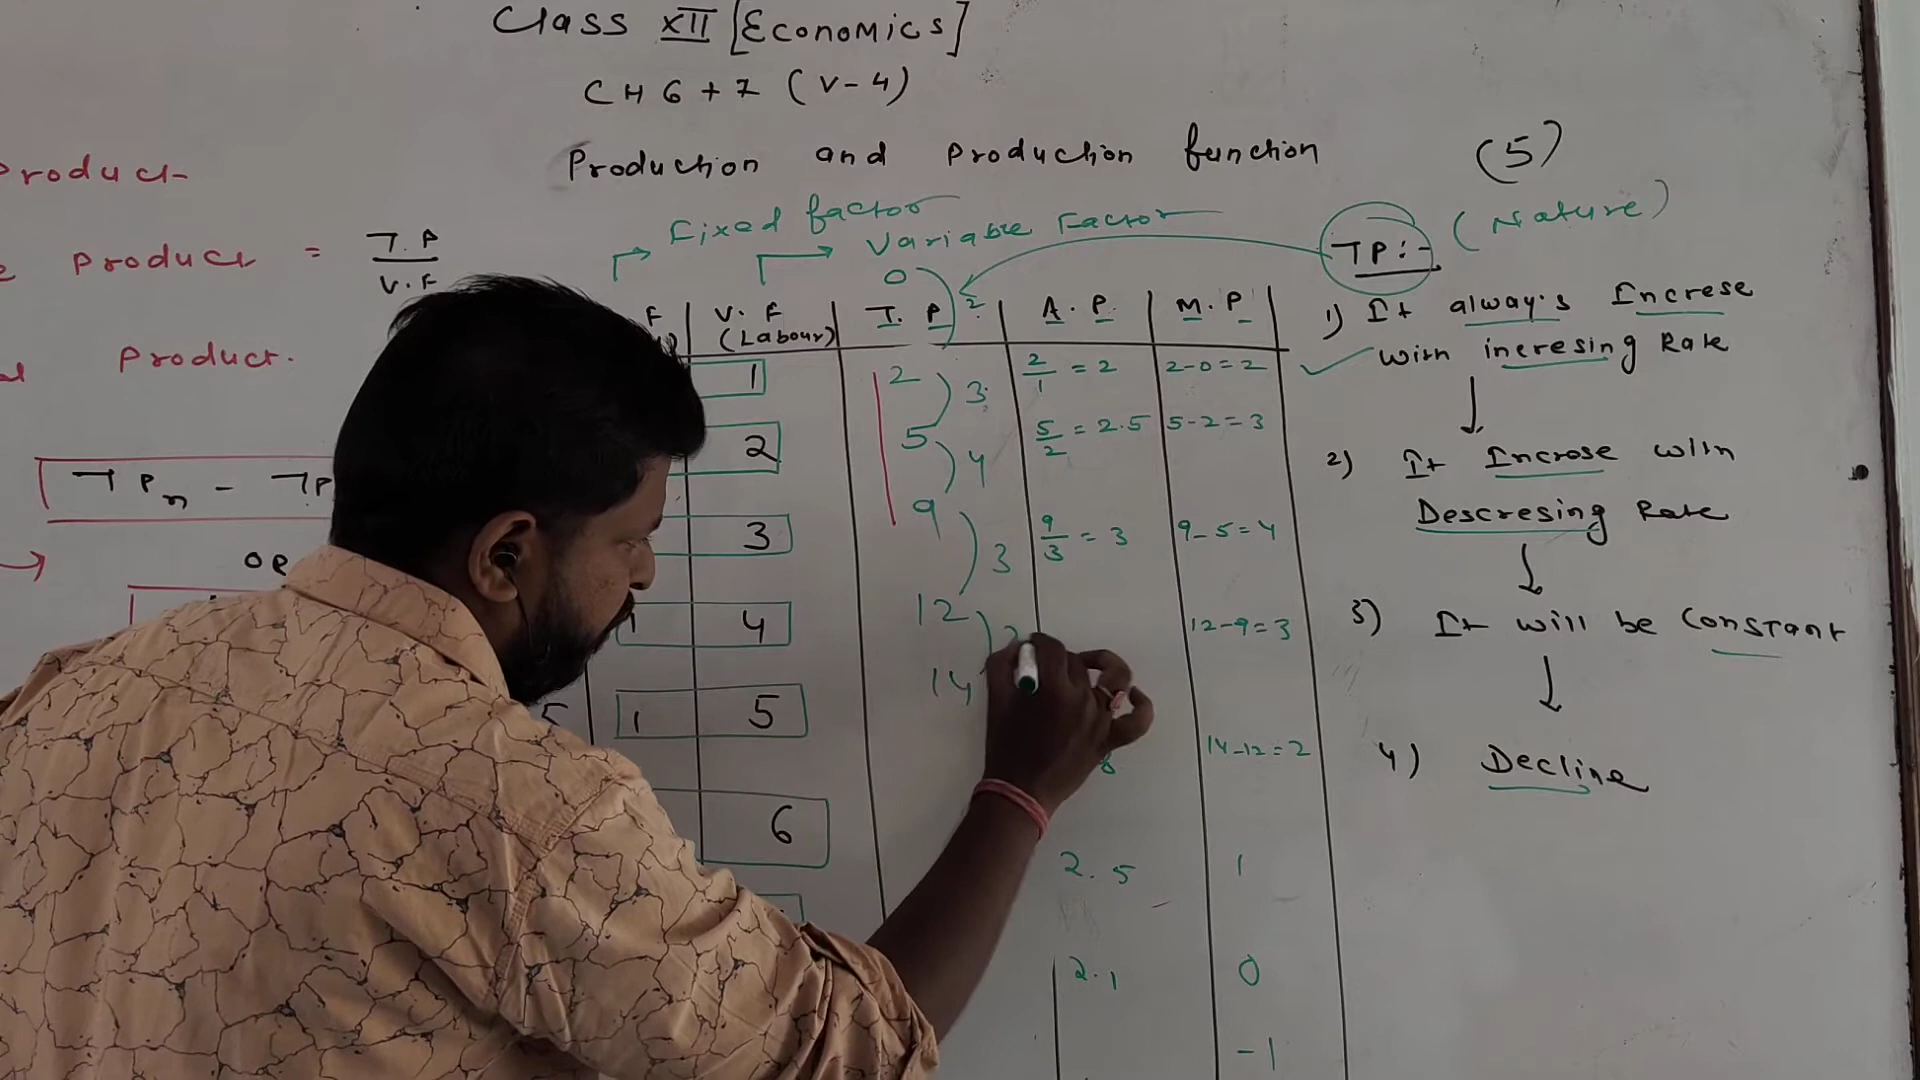 Class XII [Economics]
CH 6 + 7 (V-4)
Production and Production function (5)
Product
Product = T.P
V.F
Product.
TPn - TP
OR
Fixed factor
Variable Factor
TP:- (Nature)
0
2
F V.F T.P A.P. M.P
(Labour)
1 2 3 2/1 = 2 2-0=2
2 5 4 5/2 = 2.5 5-2=3
3 9 3 9/3 = 3 9-5=4
1 4 12 12-9=3
5 1 5 14 14-12=2
6 2.5 1
2.1 0
-1
1) It alway's Increse
with incresing Rate
2) It Increse with
Descresing Rate
3) It will be Constant
4) Decline